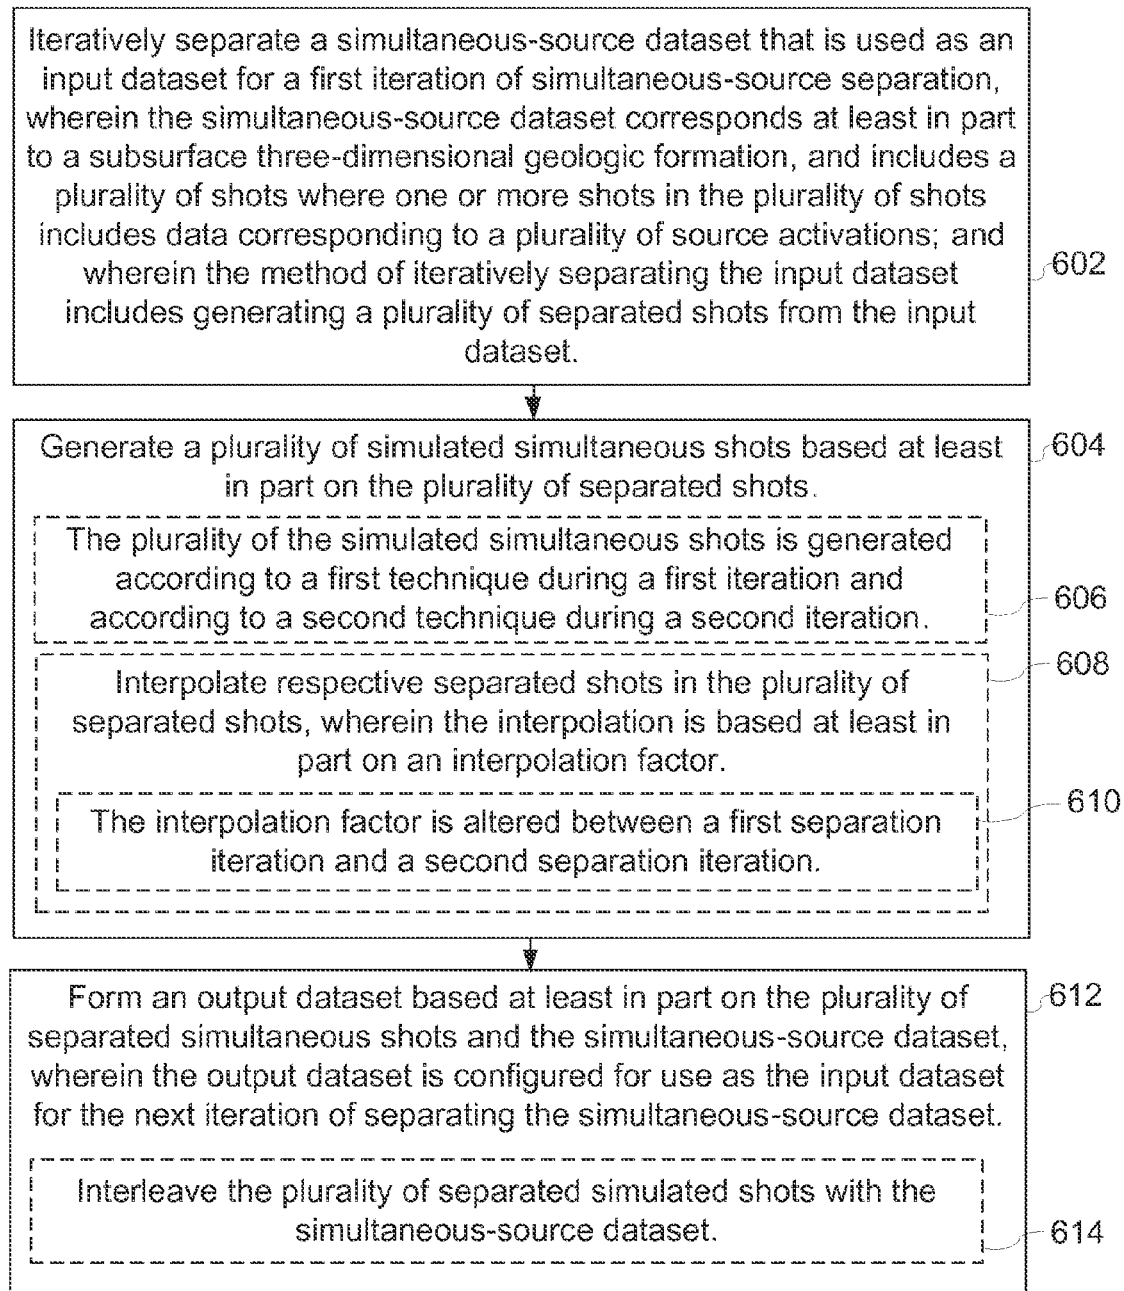 Iteratively separate a simultaneous-source dataset that is used as an
input dataset for a first iteration of simultaneous-source separation,
wherein the simultaneous-source dataset corresponds at least in part
to a subsurface three-dimensional geologic formation, and includes a
plurality of shots where one or more shots in the plurality of shots
includes data corresponding to a plurality of source activations; and
wherein the method of iteratively separating the input dataset
includes generating a plurality of separated shots from the input
dataset.
602
Generate a plurality of simulated simultaneous shots based at least
in part on the plurality of separated shots.
604
The plurality of the simulated simultaneous shots is generated
according to a first technique during a first iteration and
according to a second technique during a second iteration.
606
Interpolate respective separated shots in the plurality of
separated shots, wherein the interpolation is based at least in
part on an interpolation factor.
608
The interpolation factor is altered between a first separation
iteration and a second separation iteration.
610
Form an output dataset based at least in part on the plurality of
separated simultaneous shots and the simultaneous-source dataset,
wherein the output dataset is configured for use as the input dataset
for the next iteration of separating the simultaneous-source dataset.
612
Interleave the plurality of separated simulated shots with the
simultaneous-source dataset.
614